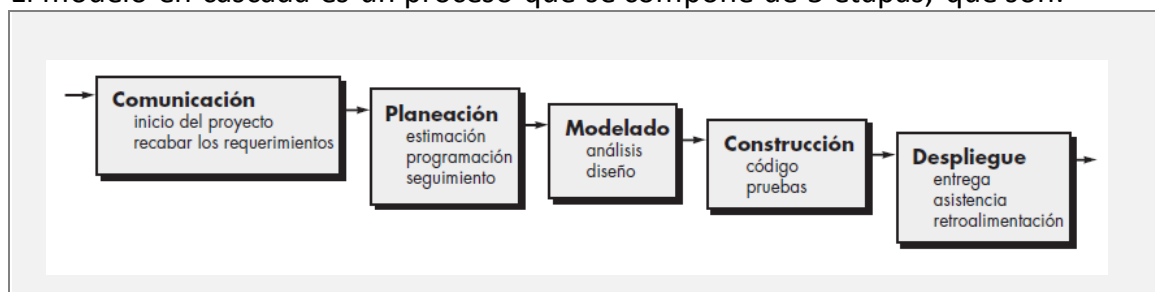 El modelo en cascada es un proceso que se compone de 5 etapas, que son:
Comunicación
inicio del proyecto
recabar los requerimientos
Planeación
estimación
programación
seguimiento
Modelado
análisis
diseño
Construcción
código
pruebas
Despliegue
entrega
asistencia
retroalimentación